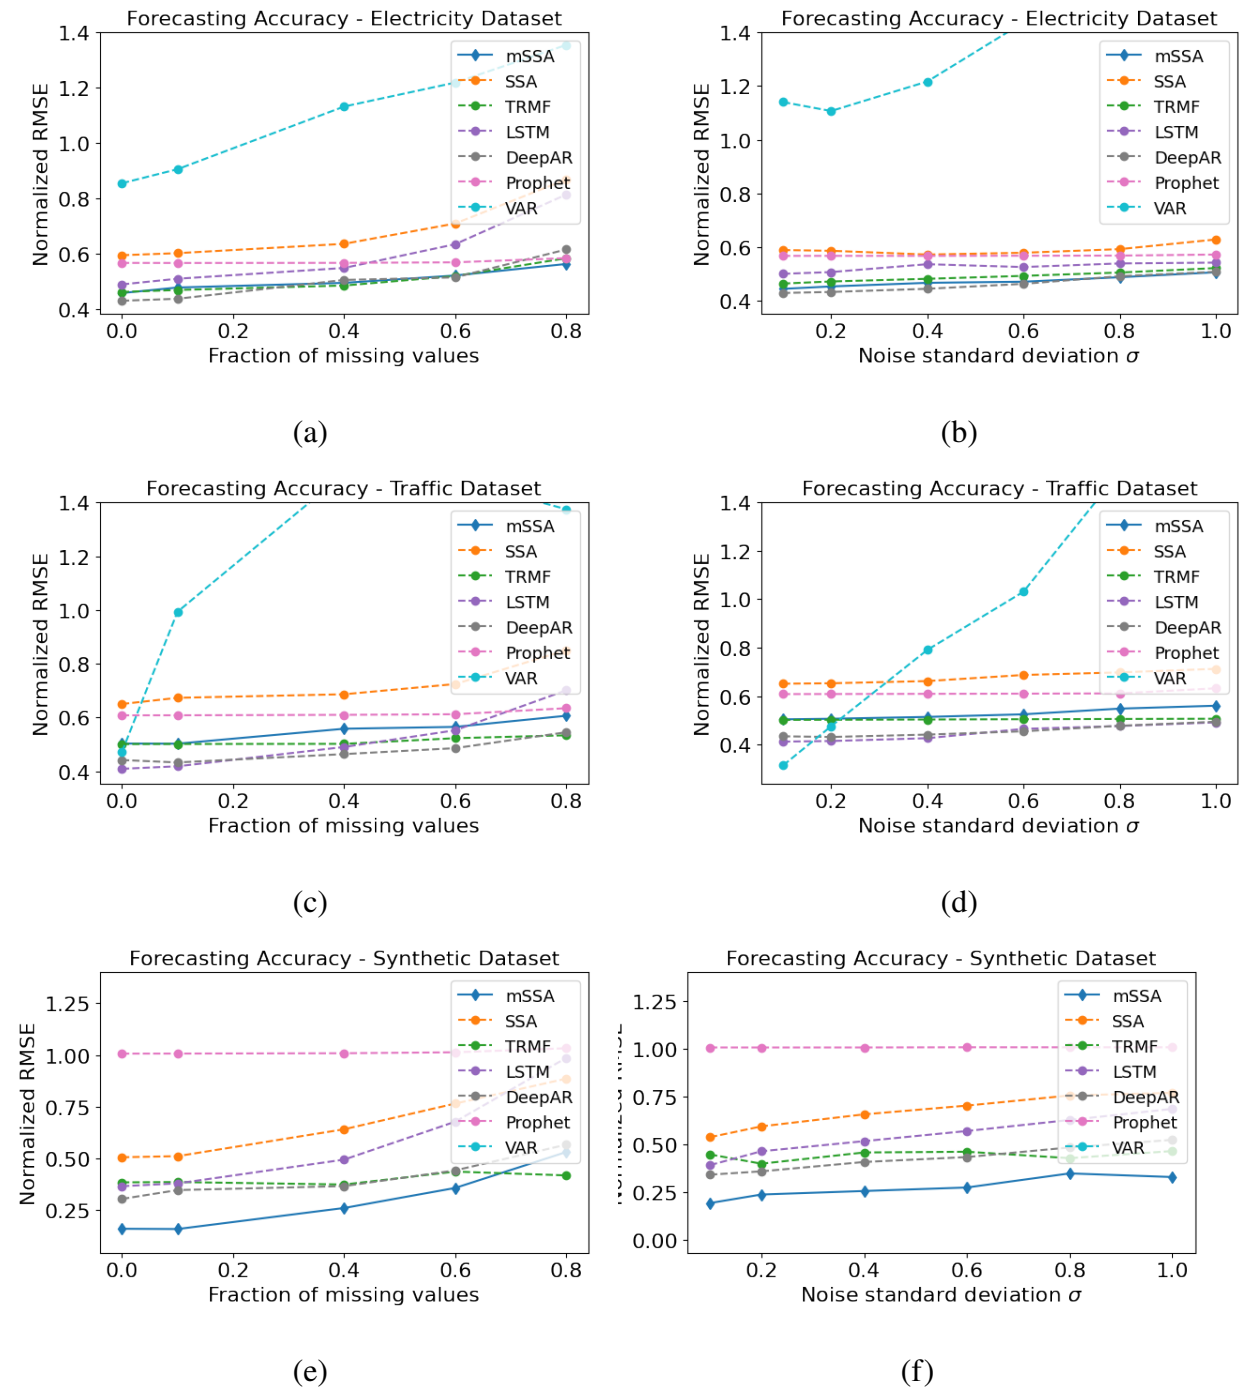 Forecasting Accuracy - Electricity Dataset
Normalized RMSE
1.4
1.2
1.0
0.8
0.6
0.4
mSSA
SSA
TRMF
LSTM
DeepAR
Prophet
VAR
0.0 0.2 0.4 0.6 0.8
Fraction of missing values
(a)
Forecasting Accuracy - Electricity Dataset
Normalized RMSE
1.4
1.2
1.0
0.8
0.6
0.4
mSSA
SSA
TRMF
LSTM
DeepAR
Prophet
VAR
0.2 0.4 0.6 0.8 1.0
Noise standard deviation σ
(b)
Forecasting Accuracy - Traffic Dataset
Normalized RMSE
1.4
1.2
1.0
0.8
0.6
0.4
mSSA
SSA
TRMF
LSTM
DeepAR
Prophet
VAR
0.0 0.2 0.4 0.6 0.8
Fraction of missing values
(c)
Forecasting Accuracy - Traffic Dataset
Normalized RMSE
1.4
1.2
1.0
0.8
0.6
0.4
mSSA
SSA
TRMF
LSTM
DeepAR
Prophet
VAR
0.2 0.4 0.6 0.8 1.0
Noise standard deviation σ
(d)
Forecasting Accuracy - Synthetic Dataset
Normalized RMSE
1.25
1.00
0.75
0.50
0.25
mSSA
SSA
TRMF
LSTM
DeepAR
Prophet
VAR
0.0 0.2 0.4 0.6 0.8
Fraction of missing values
(e)
Forecasting Accuracy - Synthetic Dataset
Normalized RMSE
1.25
1.00
0.75
0.50
0.25
0.00
mSSA
SSA
TRMF
LSTM
DeepAR
Prophet
VAR
0.2 0.4 0.6 0.8 1.0
Noise standard deviation σ
(f)